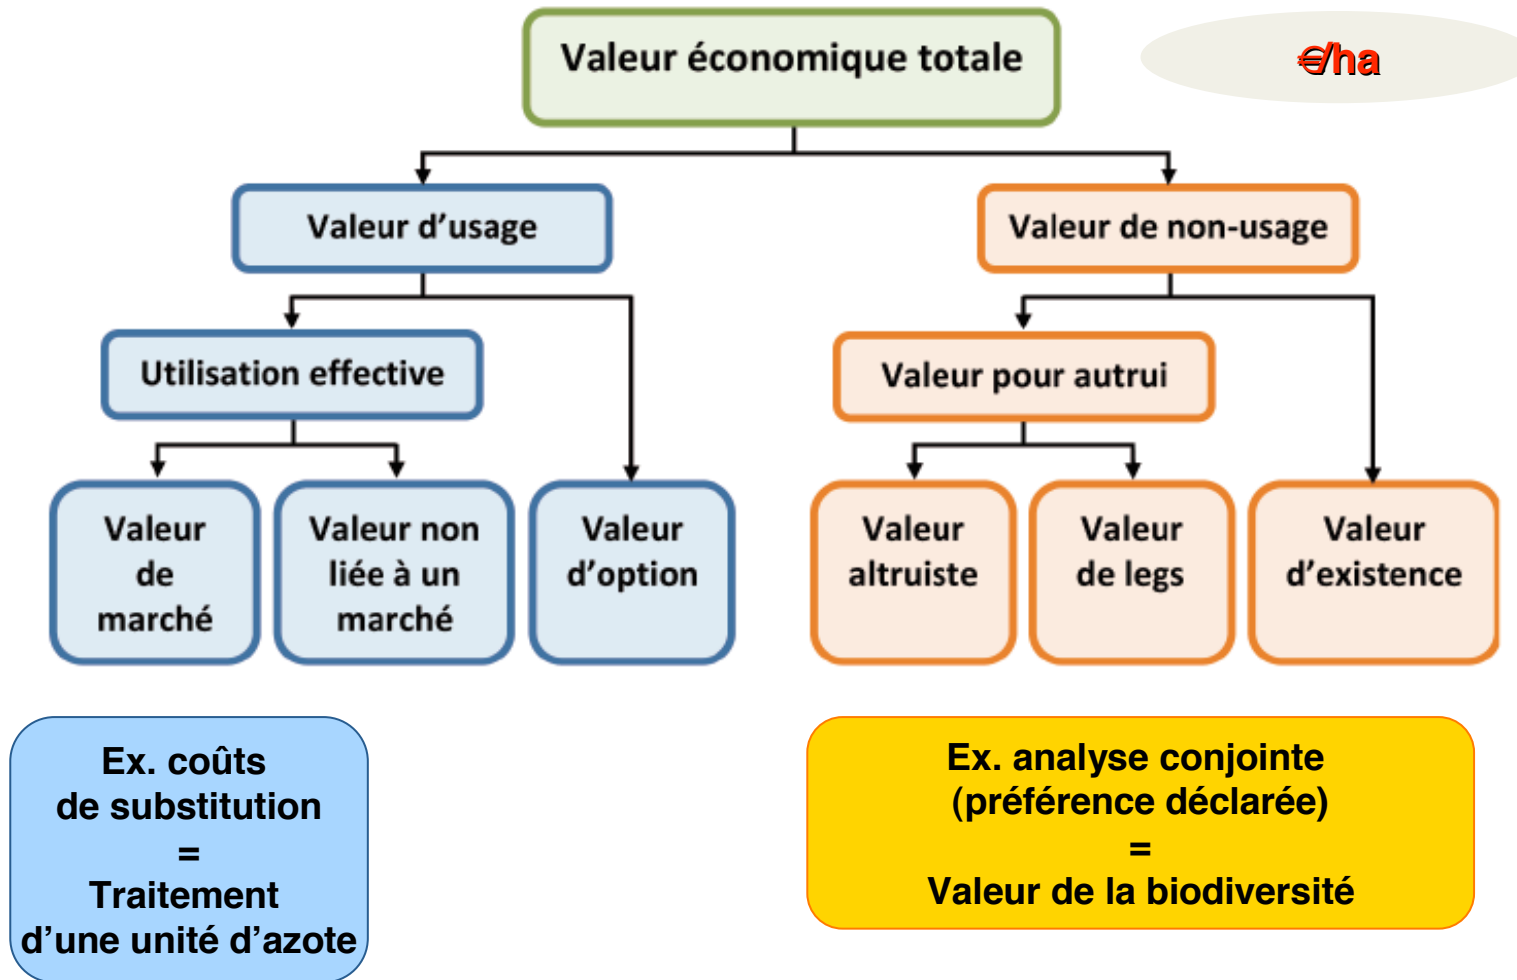 Valeur économique totale
€/ha
Valeur d’usage
Valeur de non-usage
Utilisation effective
Valeur pour autrui
Valeur
de
marché
Valeur non
liée à un
marché
Valeur
d’option
Valeur
altruiste
Valeur
de legs
Valeur
d’existence
Ex. coûts
de substitution
=
Traitement
d’une unité d’azote
Ex. analyse conjointe
(préférence déclarée)
=
Valeur de la biodiversité